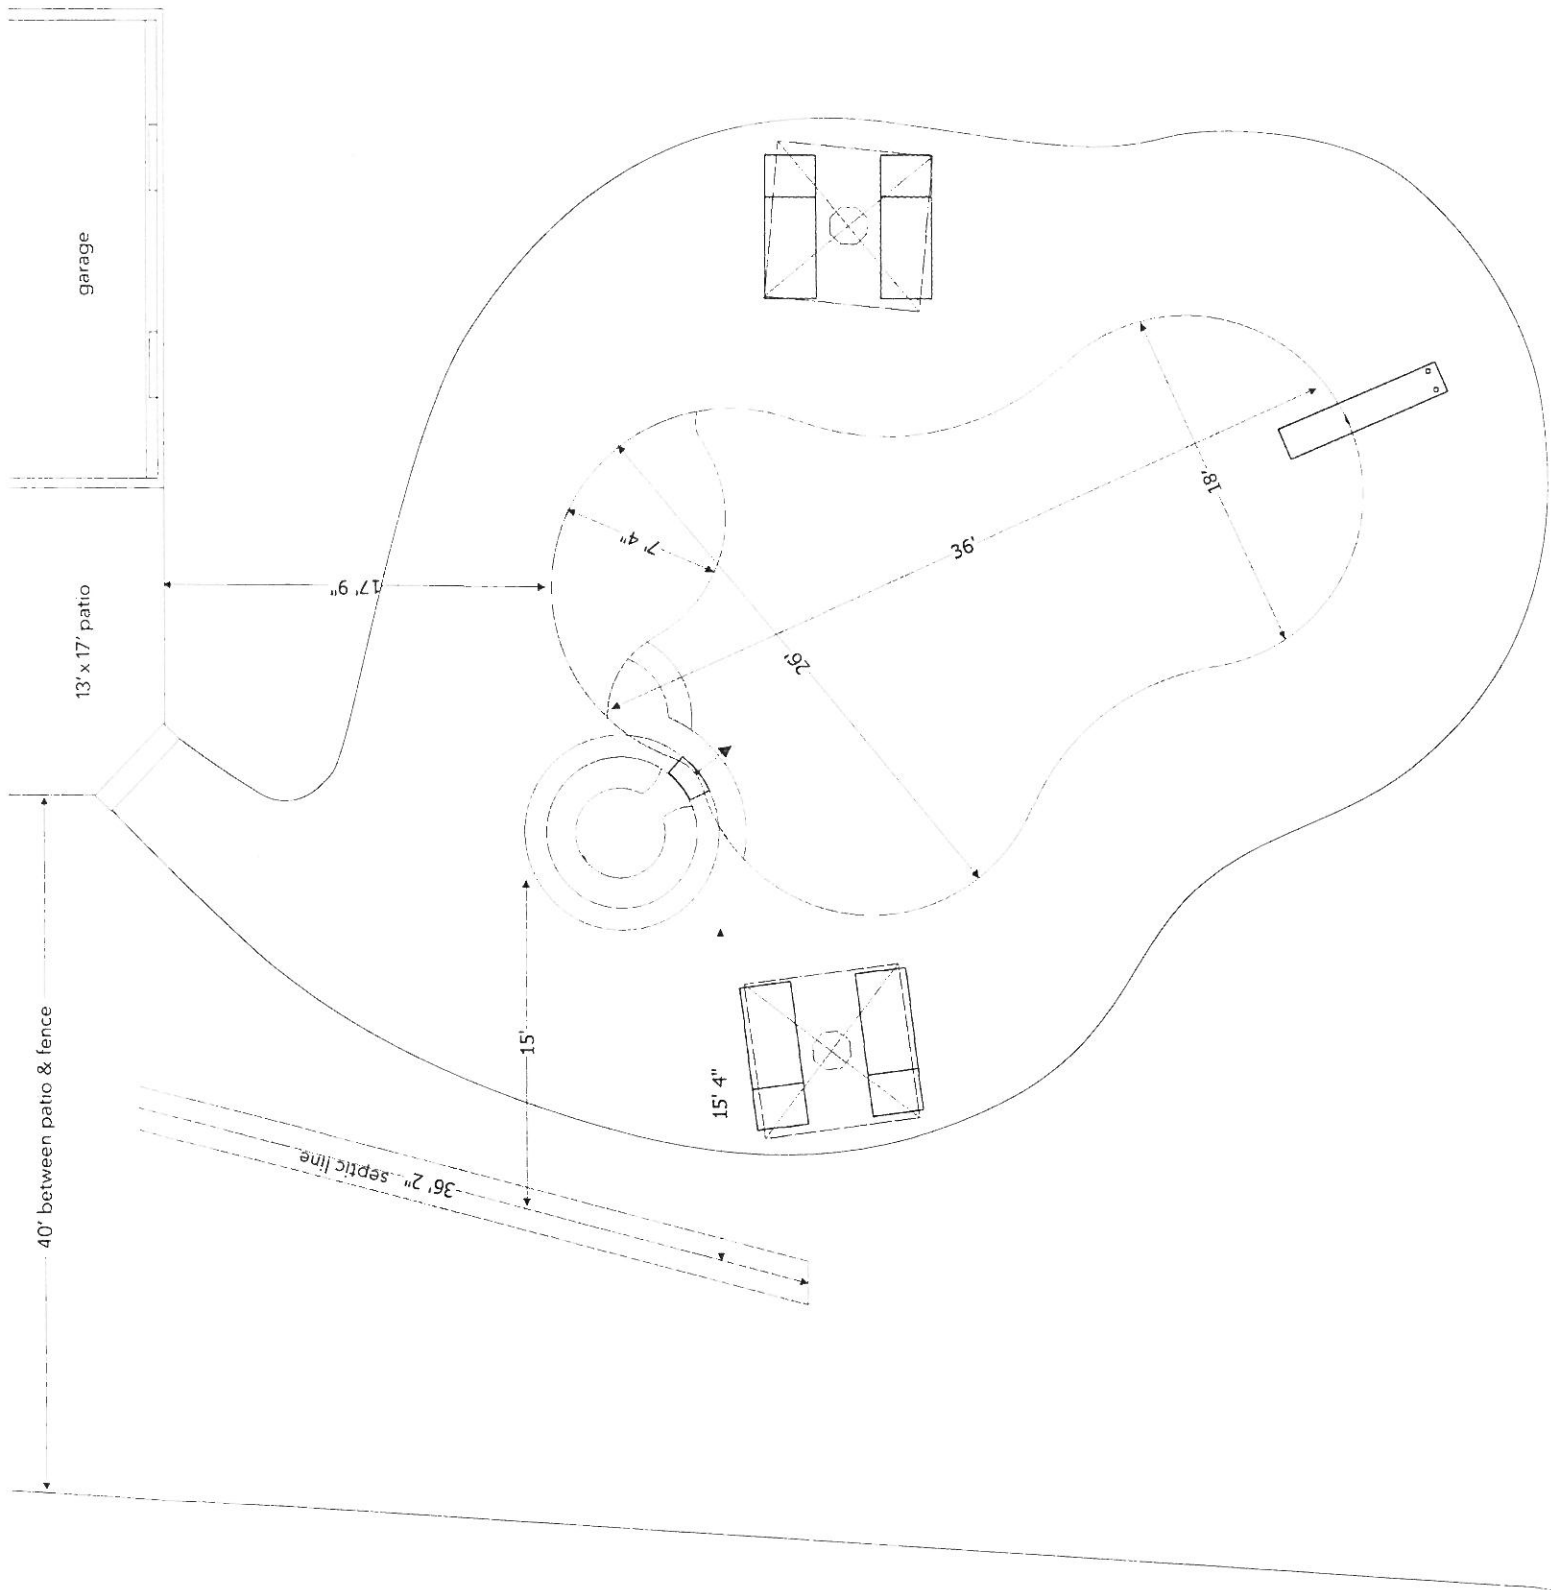 garage
13' x 17' patio
17' 9"
7' 4"
36'
18'
26'
40' between patio & fence
15'
15' 4"
36' 2" septic line